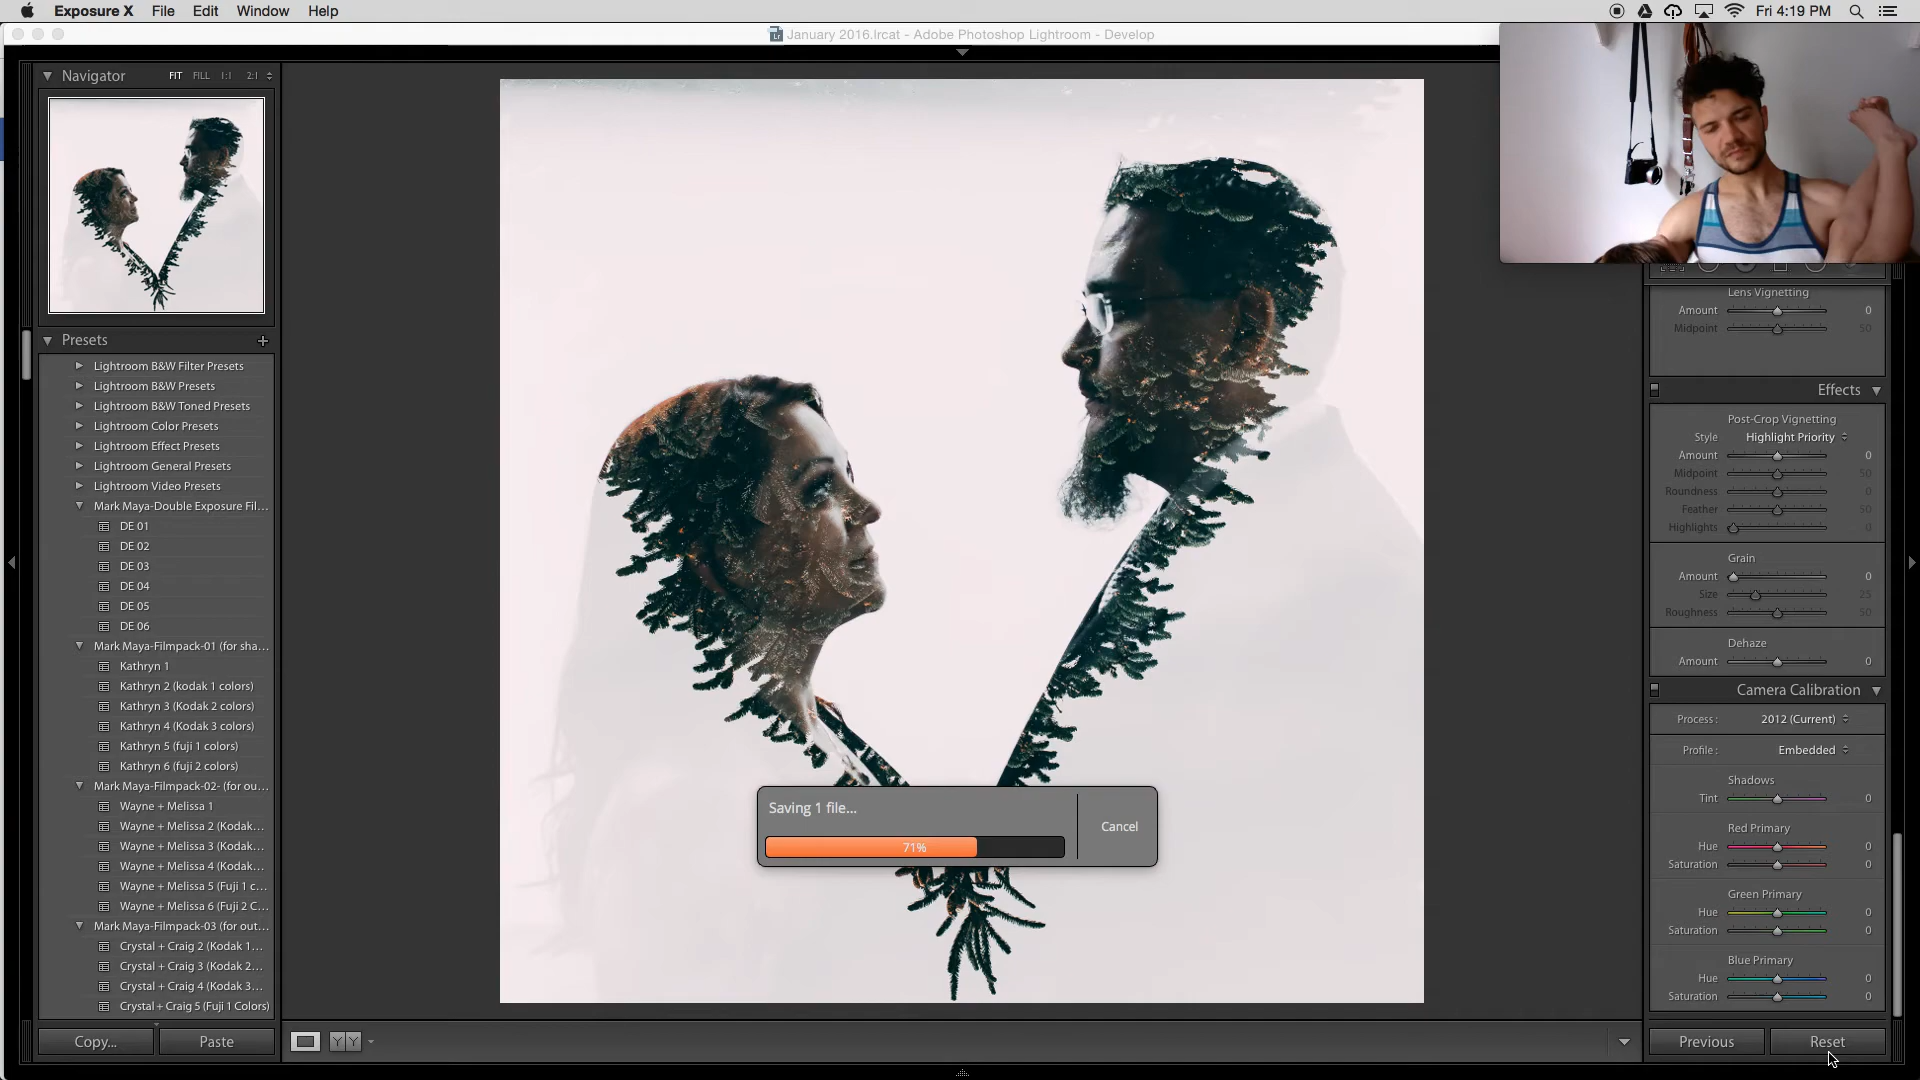 Exposure X File Edit Window Help
Fri 4:19 PM
January 2016.lrcat - Adobe Photoshop Lightroom - Develop
Navigator FIT FILL 1:1 2:1
Presets +
Lightroom B&W Filter Presets
Lightroom B&W Presets
Lightroom B&W Toned Presets
Lightroom Color Presets
Lightroom Effect Presets
Lightroom General Presets
Lightroom Video Presets
Mark Maya-Double Exposure Fil...
DE 01
DE 02
DE 03
DE 04
DE 05
DE 06
Mark Maya-Filmpack-01 (for sha...
Kathryn 1
Kathryn 2 (kodak 1 colors)
Kathryn 3 (Kodak 2 colors)
Kathryn 4 (Kodak 3 colors)
Kathryn 5 (fuji 1 colors)
Kathryn 6 (fuji 2 colors)
Mark Maya-Filmpack-02- (for ou...
Wayne + Melissa 1
Wayne + Melissa 2 (Kodak...
Wayne + Melissa 3 (Kodak...
Wayne + Melissa 4 (Kodak...
Wayne + Melissa 5 (Fuji 1 c...
Wayne + Melissa 6 (Fuji 2 C...
Mark Maya-Filmpack-03 (for out...
Crystal + Craig 2 (Kodak 1...
Crystal + Craig 3 (Kodak 2...
Crystal + Craig 4 (Kodak 3...
Crystal + Craig 5 (Fuji 1 Colors)
Copy... Paste
Saving 1 file...
71%
Cancel
Lens Vignetting
Amount 0
Midpoint 50
Effects
Post-Crop Vignetting
Style Highlight Priority
Amount 0
Midpoint 50
Roundness 0
Feather 50
Highlights 0
Grain
Amount 0
Size 25
Roughness 50
Dehaze
Amount 0
Camera Calibration
Process: 2012 (Current)
Profile: Embedded
Shadows
Tint 0
Red Primary
Hue 0
Saturation 0
Green Primary
Hue 0
Saturation 0
Blue Primary
Hue 0
Saturation 0
Previous Reset